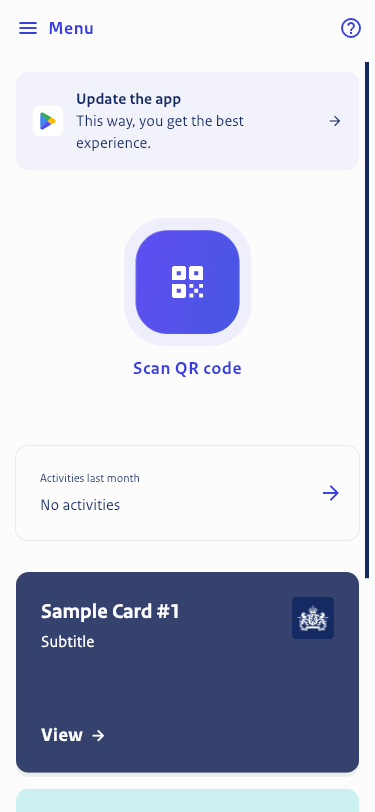 Menu
Update the app
This way, you get the best
experience.
Scan QR code
Activities last month
No activities
Sample Card #1
Subtitle
View